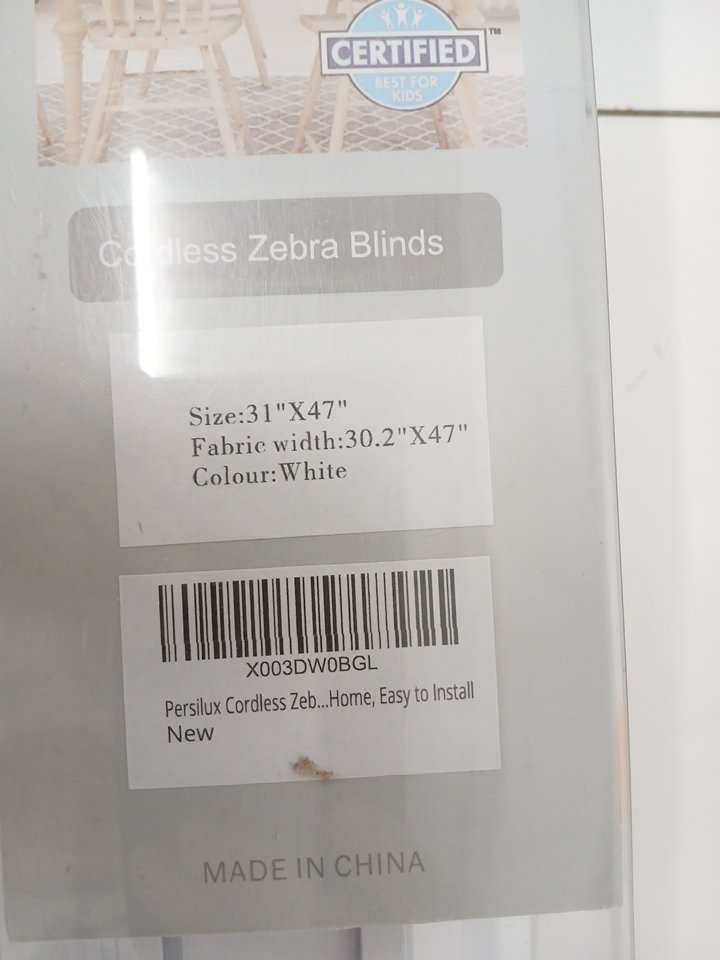 CERTIFIED™
BEST FOR
KIDS
Cordless Zebra Blinds
Size:31"X47"
Fabric width:30.2"X47"
Colour:White
X003DW0BGL
Persilux Cordless Zeb...Home, Easy to Install
New
MADE IN CHINA